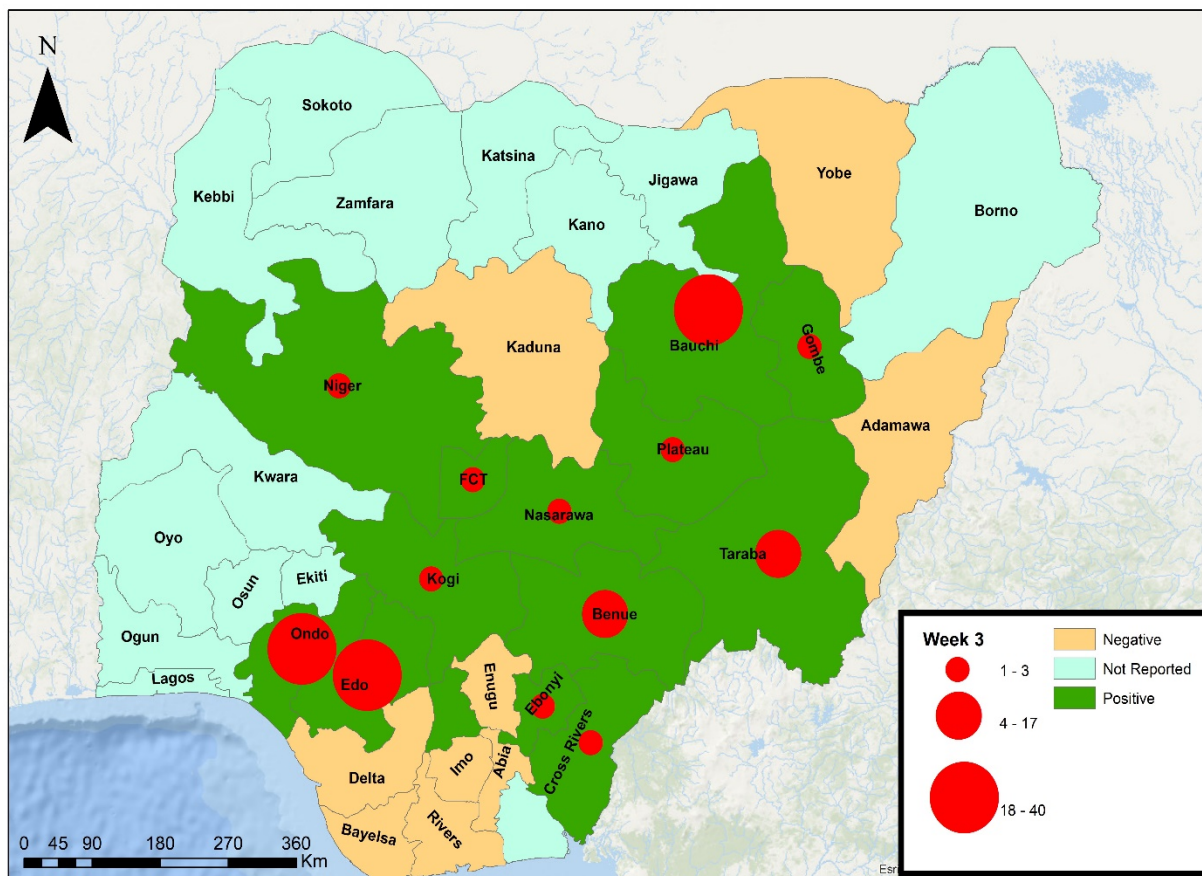 N
Sokoto
Katsina
Kebbi
Zamfara
Kano
Jigawa
Yobe
Borno
Kaduna
Bauchi
Gombe
Niger
Adamawa
Plateau
Kwara
FCT
Nasarawa
Oyo
Taraba
Osun
Ekiti
Kogi
Benue
Ogun
Ondo
Lagos
Edo
Enugu
Ebonyi
Cross Rivers
Delta
Imo
Abia
Bayelsa
Rivers
0 45 90 180 270 360
Km
Week 3
1 - 3
4 - 17
18 - 40
Negative
Not Reported
Positive